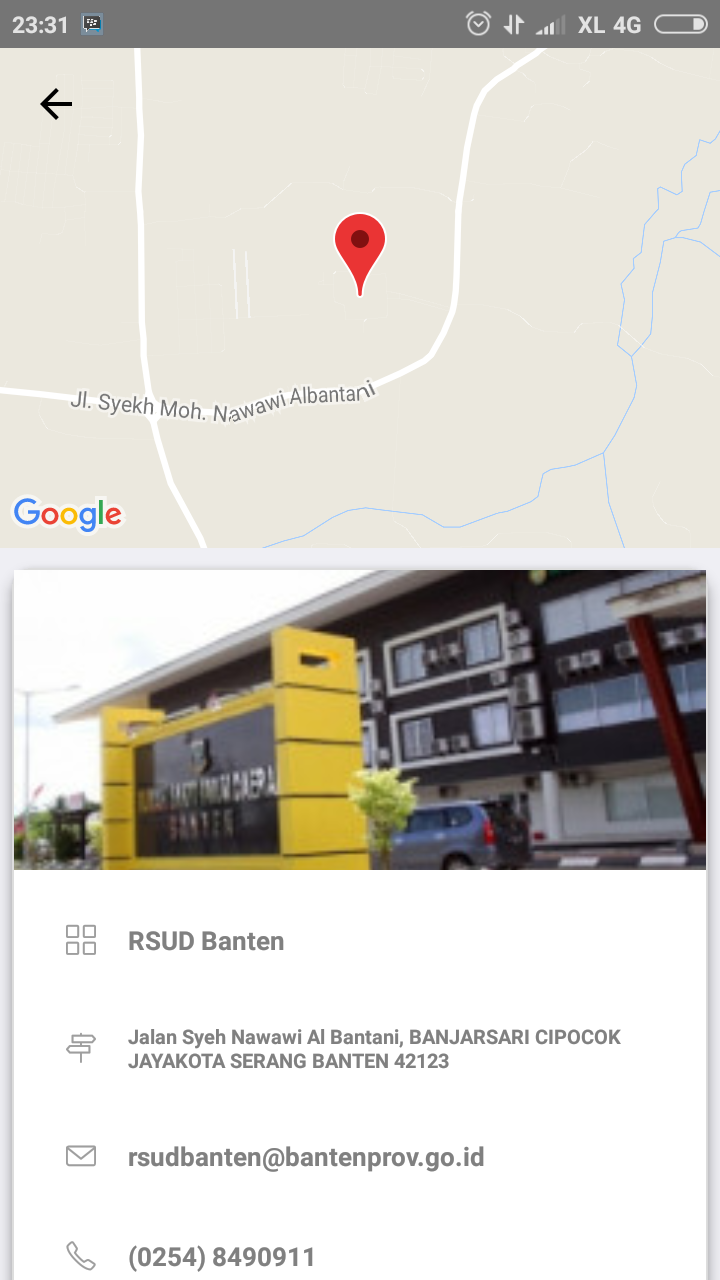 23:31
XL 4G
Jl. Syekh Moh. Nawawi Albantani
Google
BANTEN
RSUD Banten
Jalan Syeh Nawawi Al Bantani, BANJARSARI CIPOCOK
JAYAKOTA SERANG BANTEN 42123
rsudbanten@bantenprov.go.id
(0254) 8490911